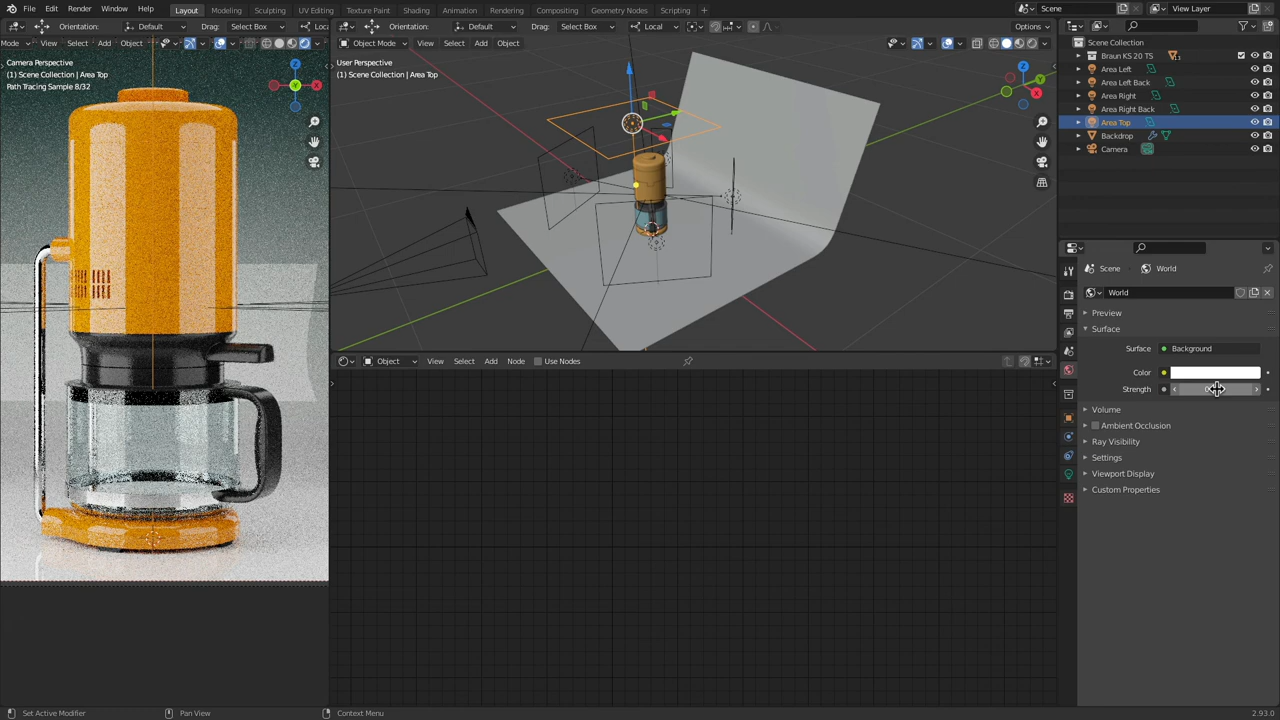 File Edit Render Window Help Layout Modeling Sculpting UV Editing Texture Paint Shading Animation Rendering Compositing Geometry Nodes Scripting + Scene View Layer
Orientation: Default Drag: Select Box Orientation: Default Drag: Select Box Local Options
Mode View Select Add Object Object Mode View Select Add Object
Scene Collection
Braun KS 20 TS
Area Left
Area Left Back
Area Right
Area Right Back
Area Top
Backdrop
Camera
Camera Perspective
(1) Scene Collection | Area Top
Path Tracing Sample 8/32
User Perspective
(1) Scene Collection | Area Top
Object View Select Add Node Use Nodes
Scene World
World
Preview
Surface
Surface Background
Color
Strength
Volume
Ambient Occlusion
Ray Visibility
Settings
Viewport Display
Custom Properties
Set Active Modifier Pan View Context Menu 2.93.0